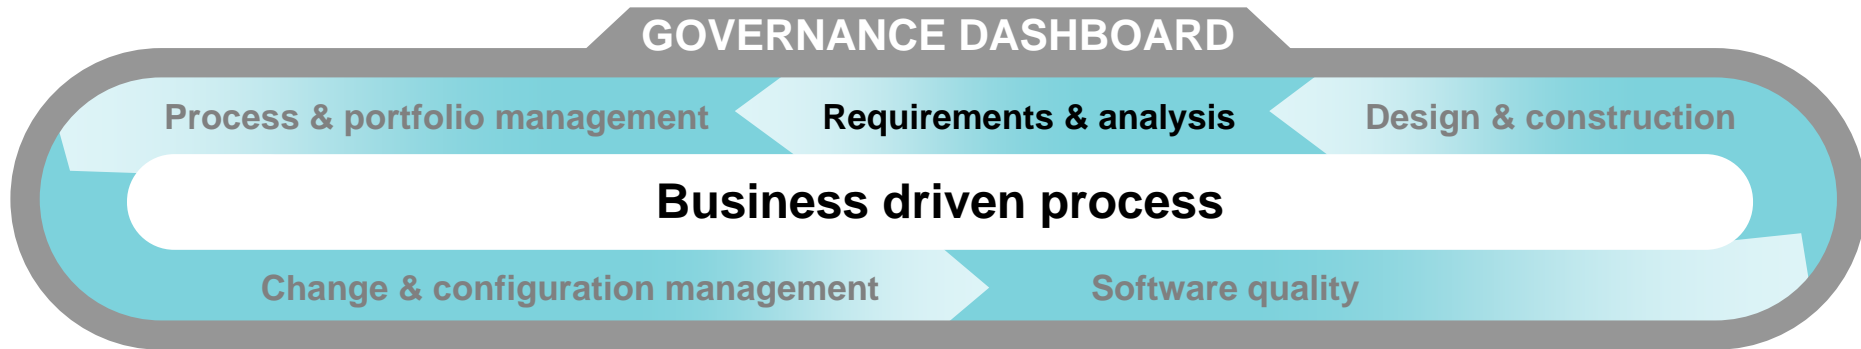 GOVERNANCE DASHBOARD
Process & portfolio management
Requirements & analysis
Design & construction
Business driven process
Change & configuration management
Software quality